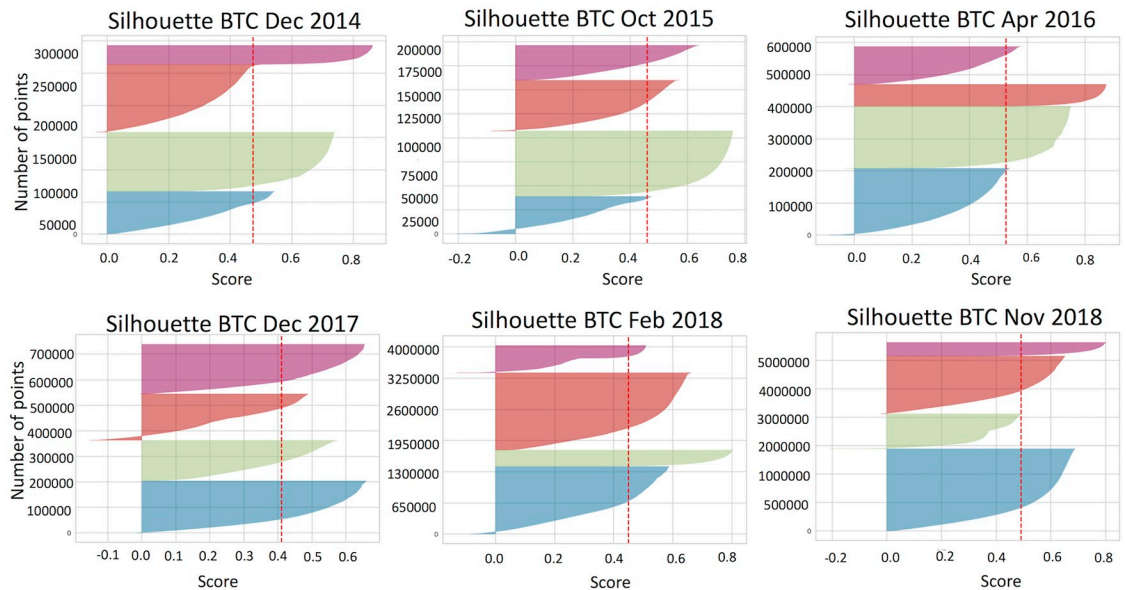 Silhouette BTC Dec 2014
Number of points
300000
250000
200000
150000
100000
50000
0
0.0 0.2 0.4 0.6 0.8
Score
Silhouette BTC Oct 2015
200000
175000
150000
125000
100000
75000
50000
25000
0
-0.2 0.0 0.2 0.4 0.6 0.8
Score
Silhouette BTC Apr 2016
600000
500000
400000
300000
200000
100000
0
0.0 0.2 0.4 0.6 0.8
Score
Silhouette BTC Dec 2017
Number of points
700000
600000
500000
400000
300000
200000
100000
0
-0.1 0.0 0.1 0.2 0.3 0.4 0.5 0.6
Score
Silhouette BTC Feb 2018
4000000
3250000
2600000
1950000
1300000
650000
0
0.0 0.2 0.4 0.6 0.8
Score
Silhouette BTC Nov 2018
5000000
4000000
3000000
2000000
1000000
500000
0
-0.2 0.0 0.2 0.4 0.6 0.8
Score